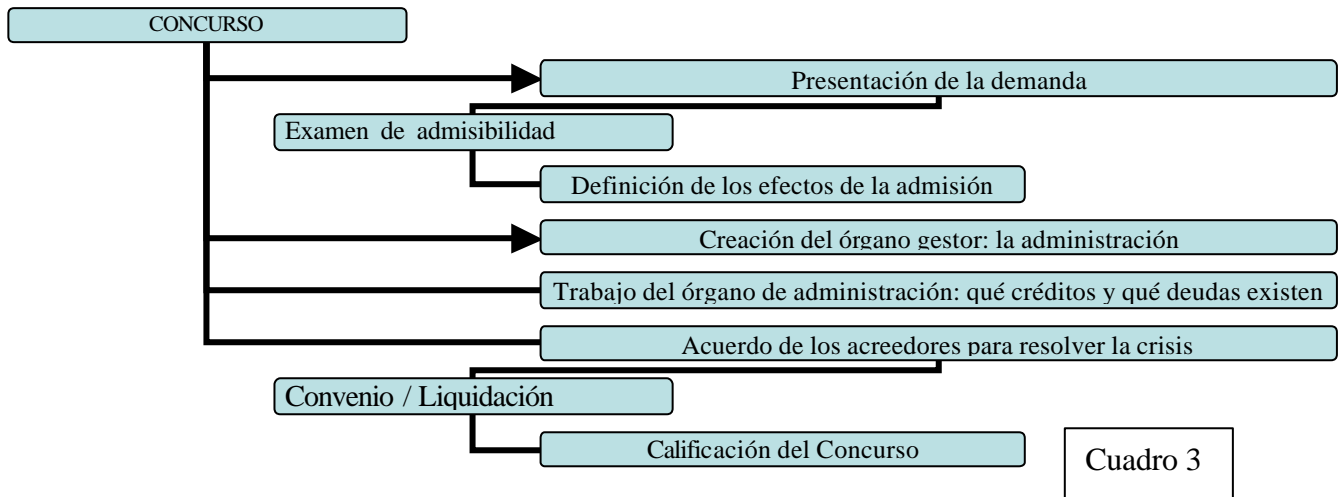 CONCURSO
Presentación de la demanda
Examen de admisibilidad
Definición de los efectos de la admisión
Creación del órgano gestor: la administración
Trabajo del órgano de administración: qué créditos y qué deudas existen
Acuerdo de los acreedores para resolver la crisis
Convenio / Liquidación
Calificación del Concurso
Cuadro 3